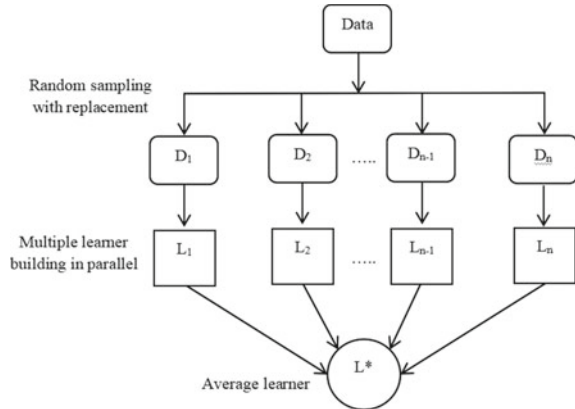 Data
Random sampling
with replacement
D₁
D₂
.....
Dₙ₋₁
Dₙ
Multiple learner
building in parallel
L₁
L₂
.....
Lₙ₋₁
Lₙ
L*
Average learner